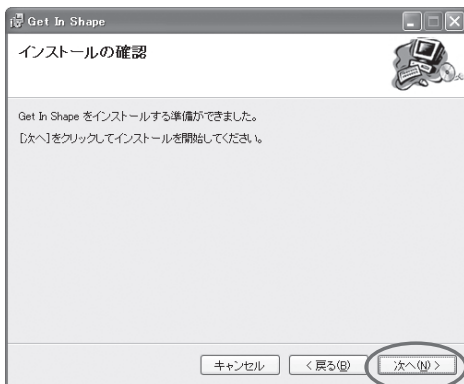 Get In Shape
インストールの確認
Get In Shape をインストールする準備ができました。
[次へ]をクリックしてインストールを開始してください。
キャンセル
< 戻る(B)
次へ(N) >